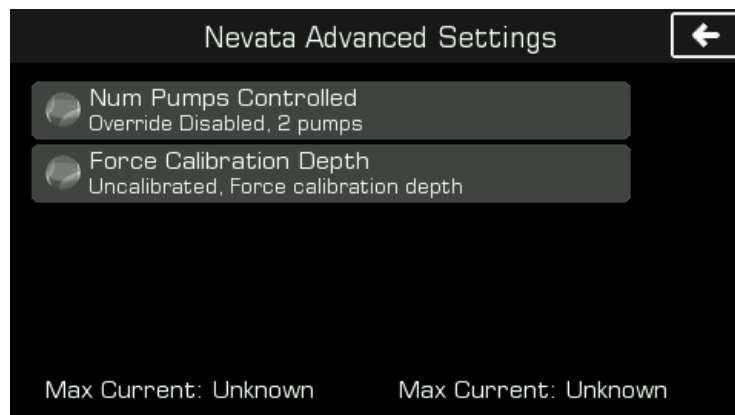 Nevata Advanced Settings
Num Pumps Controlled
Override Disabled, 2 pumps
Force Calibration Depth
Uncalibrated, Force calibration depth
Max Current: Unknown Max Current: Unknown